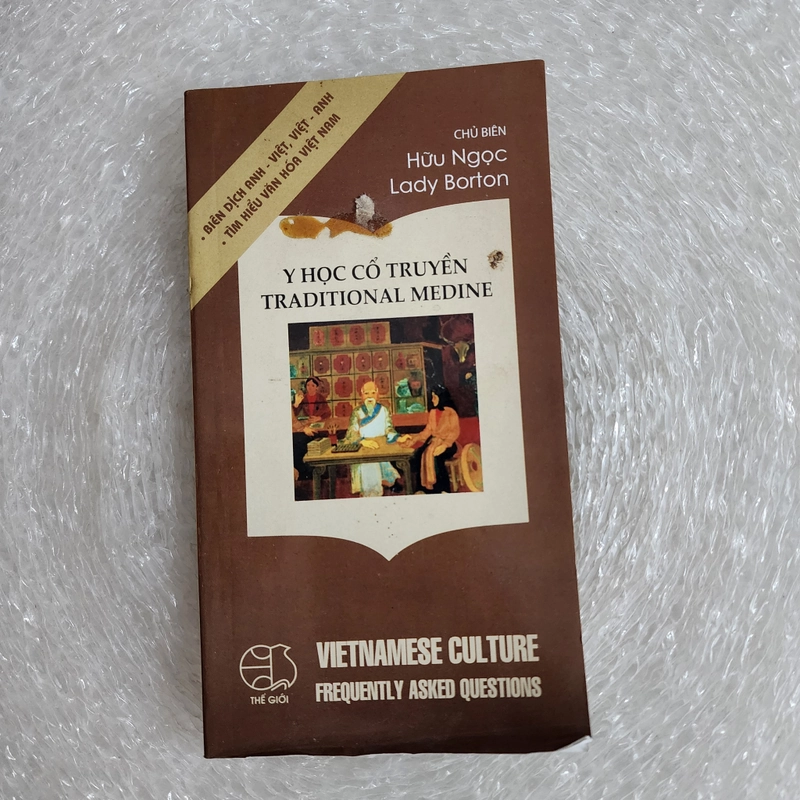 • BIÊN DỊCH ANH - VIỆT, VIỆT - ANH
• TÌM HIỂU VĂN HÓA VIỆT NAM
CHỦ BIÊN
Hữu Ngọc
Lady Borton
Y HỌC CỔ TRUYỀN
TRADITIONAL MEDINE
VIETNAMESE CULTURE
FREQUENTLY ASKED QUESTIONS
THẾ GIỚI